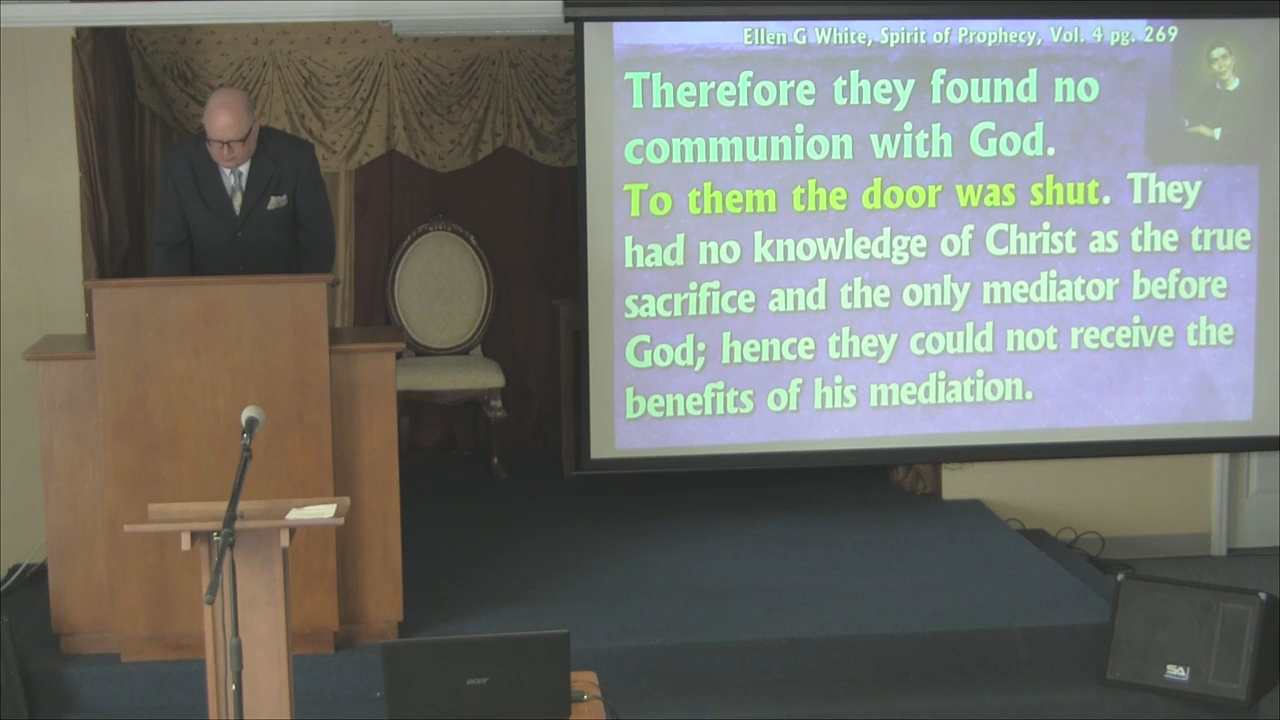 Ellen G White, Spirit of Prophecy, Vol. 4 pg. 269
Therefore they found no
communion with God.
To them the door was shut. They
had no knowledge of Christ as the true
sacrifice and the only mediator before
God; hence they could not receive the
benefits of his mediation.
acer
SA